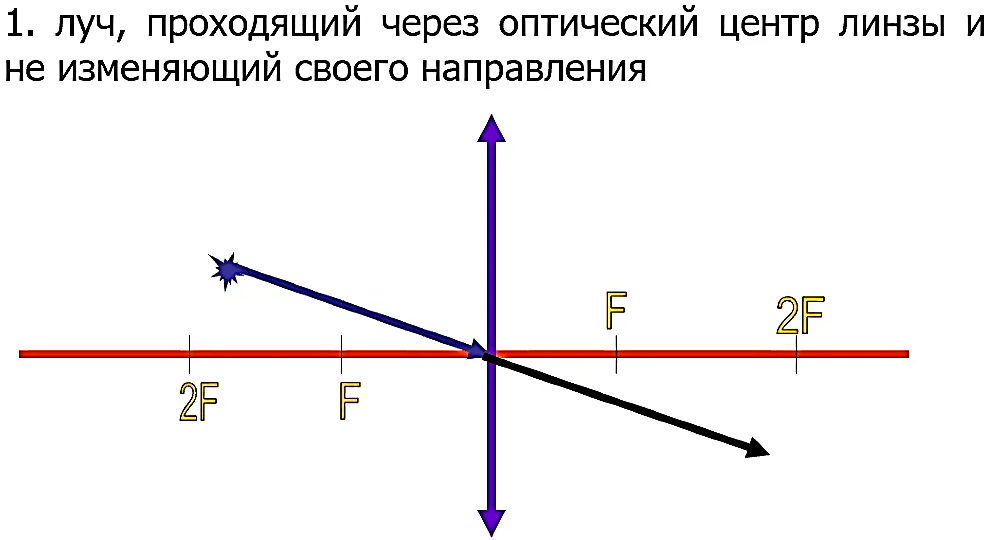 1. луч, проходящий через оптический центр линзы и
не изменяющий своего направления
F
2F
2F
F